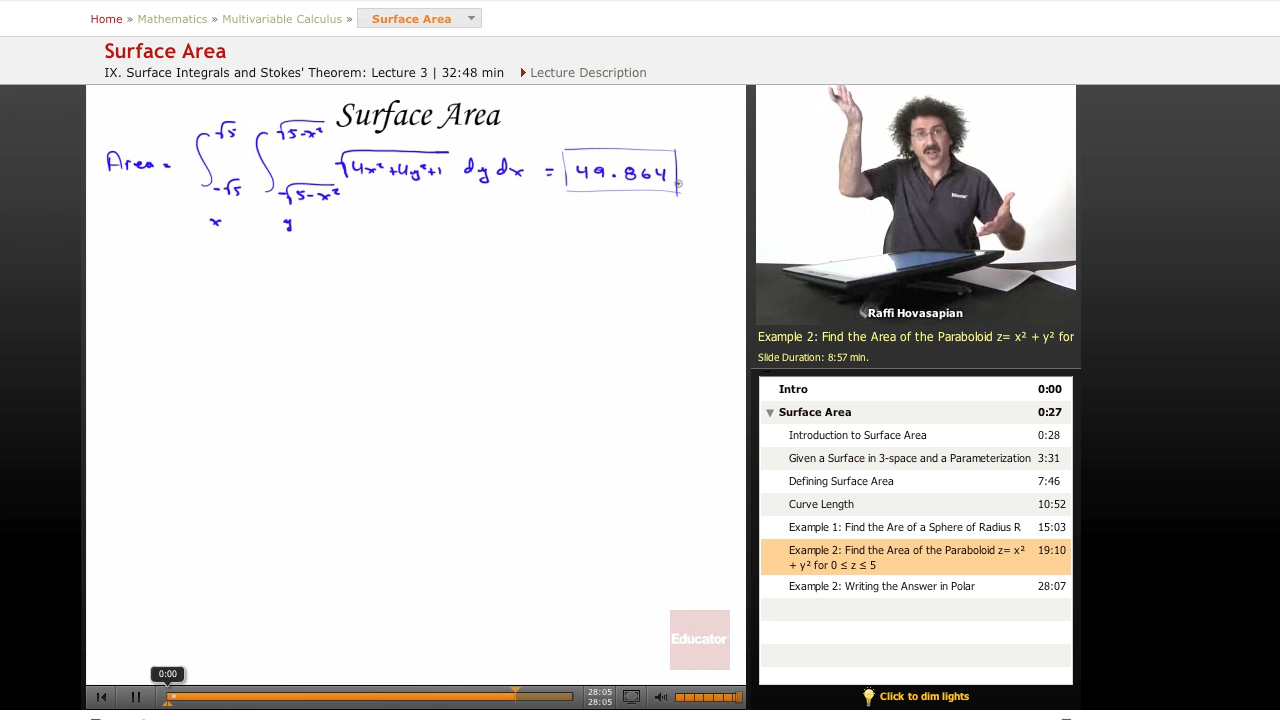 Home » Mathematics » Multivariable Calculus » Surface Area
Surface Area
IX. Surface Integrals and Stokes' Theorem: Lecture 3 | 32:48 min Lecture Description
Surface Area
Area = ∫_{-√5}^{√5} ∫_{-√(5-x²)}^{√(5-x²)} √(4x²+4y²+1) dy dx = 49.864
x y
Educator
Raffi Hovasapian
Example 2: Find the Area of the Paraboloid z= x² + y² for
Slide Duration: 8:57 min.
Intro 0:00
Surface Area 0:27
Introduction to Surface Area 0:28
Given a Surface in 3-space and a Parameterization 3:31
Defining Surface Area 7:46
Curve Length 10:52
Example 1: Find the Are of a Sphere of Radius R 15:03
Example 2: Find the Area of the Paraboloid z= x² 19:10
+ y² for 0 ≤ z ≤ 5
Example 2: Writing the Answer in Polar 28:07
0:00
28:05
28:05
Click to dim lights